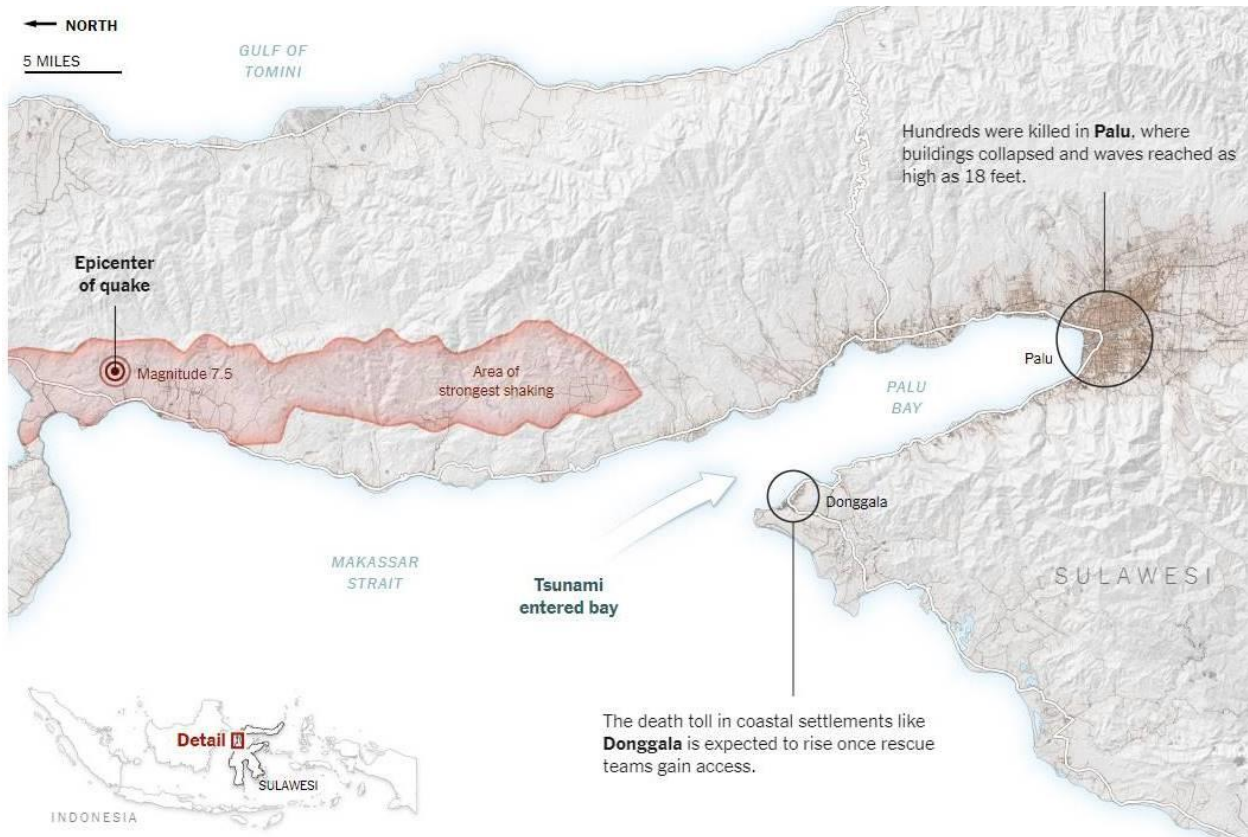 NORTH
5 MILES
GULF OF
TOMINI
Hundreds were killed in Palu, where
buildings collapsed and waves reached as
high as 18 feet.
Epicenter
of quake
Magnitude 7.5
Area of
strongest shaking
Palu
PALU
BAY
Donggala
MAKASSAR
STRAIT
Tsunami
entered bay
SULAWESI
The death toll in coastal settlements like
Donggala is expected to rise once rescue
teams gain access.
Detail
SULAWESI
INDONESIA